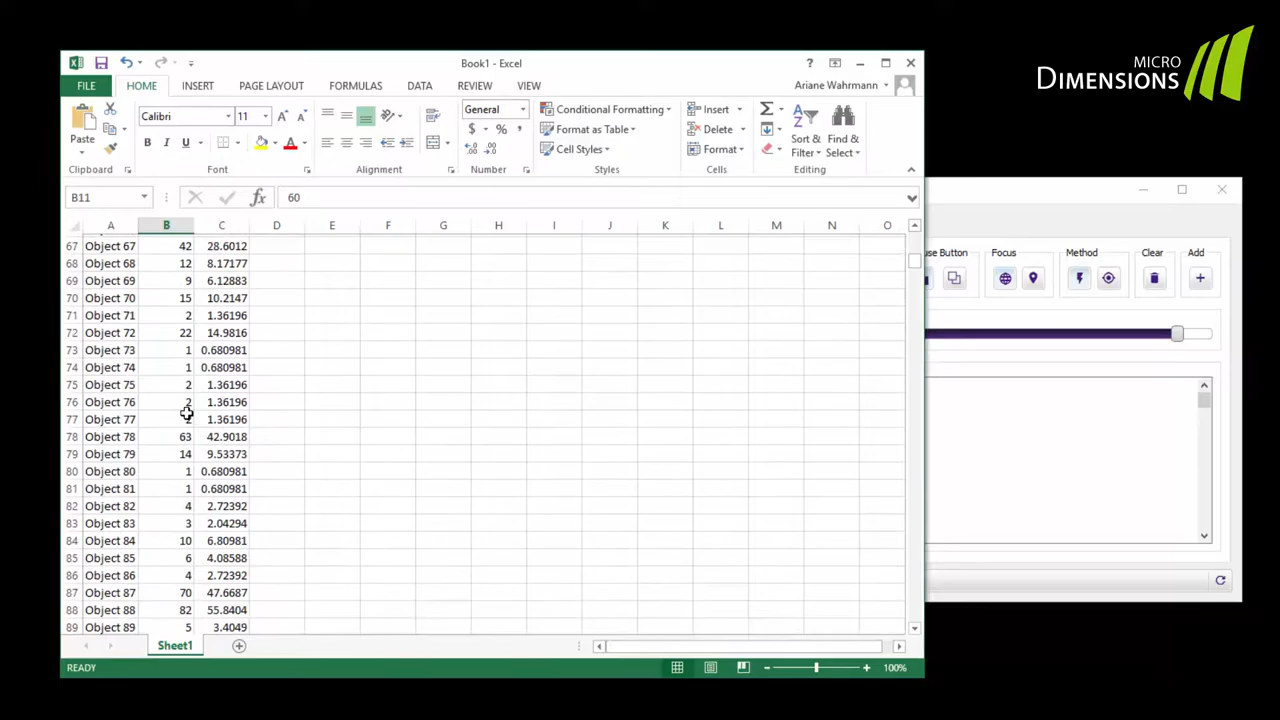 MICRO
DIMENSIONS
Book1 - Excel
?
FILE HOME INSERT PAGE LAYOUT FORMULAS DATA REVIEW VIEW Ariane Wahrmann
Paste
Calibri 11
B I U
General
$ % ,
Conditional Formatting
Format as Table
Cell Styles
Insert
Delete
Format
Sort &
Filter
Find &
Select
Clipboard Font Alignment Number Styles Cells Editing
B11 fx 60
A B C D E F G H I J K L M N O
67 Object 67 42 28.6012
68 Object 68 12 8.17177
69 Object 69 9 6.12883
70 Object 70 15 10.2147
71 Object 71 2 1.36196
72 Object 72 22 14.9816
73 Object 73 1 0.680981
74 Object 74 1 0.680981
75 Object 75 2 1.36196
76 Object 76 2 1.36196
77 Object 77 1.36196
78 Object 78 63 42.9018
79 Object 79 14 9.53373
80 Object 80 1 0.680981
81 Object 81 1 0.680981
82 Object 82 4 2.72392
83 Object 83 3 2.04294
84 Object 84 10 6.80981
85 Object 85 6 4.08588
86 Object 86 4 2.72392
87 Object 87 70 47.6687
88 Object 88 82 55.8404
89 Object 89 5 3.4049
Sheet1
READY 100%
Button Focus Method Clear Add